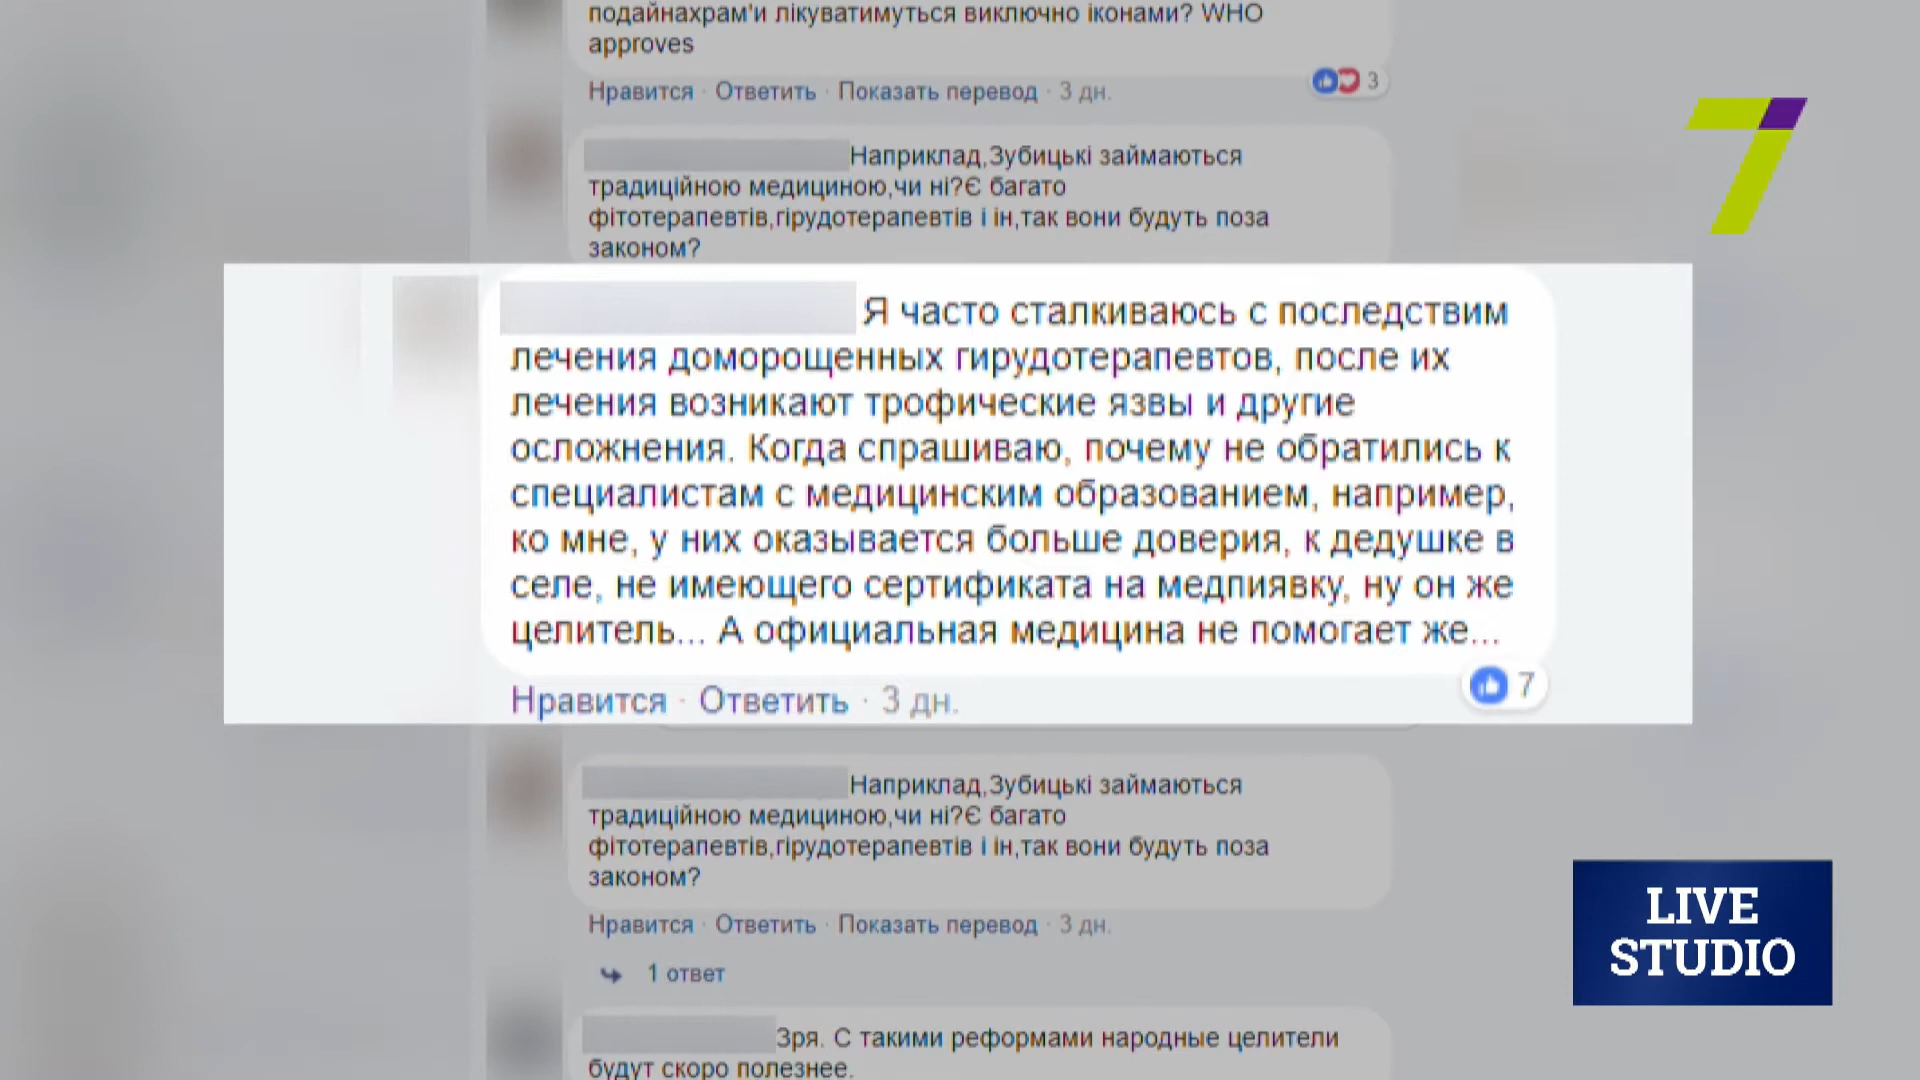 подайнахрам'и лікуватимуться виключно іконами? WHO
approves
Нравится · Ответить · Показать перевод · 3 дн.
3
Наприклад,Зубицькі займаються
традиційною медициною,чи ні?Є багато
фітотерапевтів,гірудотерапевтів і ін,так вони будуть поза
законом?
7
Я часто сталкиваюсь с последствим
лечения доморощенных гирудотерапевтов, после их
лечения возникают трофические язвы и другие
осложнения. Когда спрашиваю, почему не обратились к
специалистам с медицинским образованием, например,
ко мне, у них оказывается больше доверия, к дедушке в
селе, не имеющего сертификата на медпиявку, ну он же
целитель... А официальная медицина не помогает же...
7
Нравится · Ответить · 3 дн.
Наприклад,Зубицькі займаються
традиційною медициною,чи ні?Є багато
фітотерапевтів,гірудотерапевтів і ін,так вони будуть поза
законом?
Нравится · Ответить · Показать перевод · 3 дн.
1 ответ
LIVE
STUDIO
Зря. С такими реформами народные целители
будут скоро полезнее.